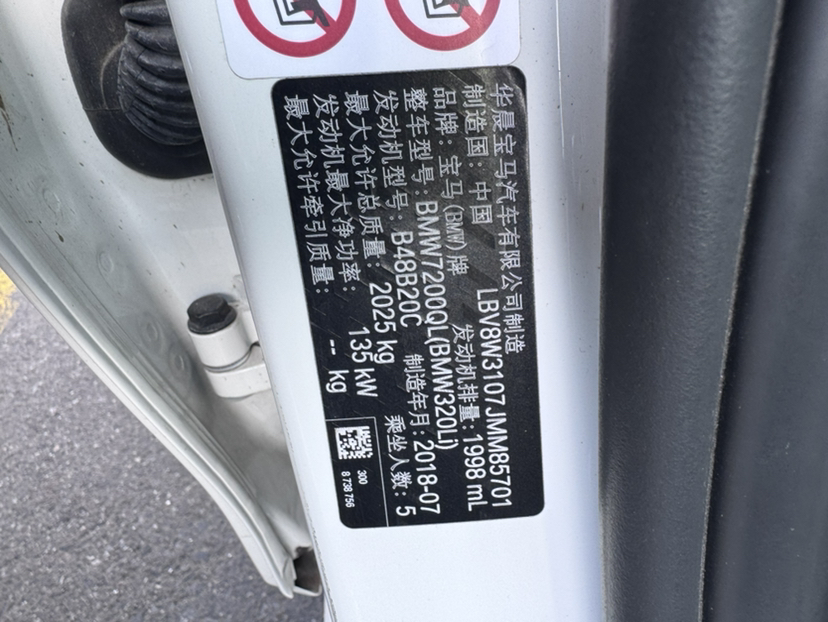 华晨宝马汽车有限公司制造
制造国：中国 LBV8W3107JMM85701
品牌：宝马(BMW)牌 发动机排量：1998 mL
整车型号：BMW7200QL(BMW320Li)
发动机型号：B48B20C 制造年月：2018-07
最大允许总质量：2025 kg 乘坐人数：5
发动机最大净功率：135 kW
最大允许牵引质量：-- kg
300
8 738 756